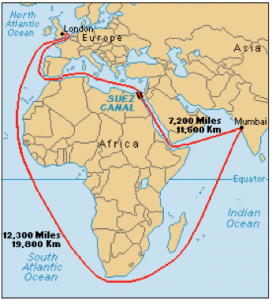 North
Atlantic
Ocean
London
Europe
Asia
SUEZ
CANAL
7,200 Miles
11,600 Km
Mumbai
Africa
Equator
Indian
Ocean
12,300 Miles
19,800 Km
South
Atlantic
Ocean